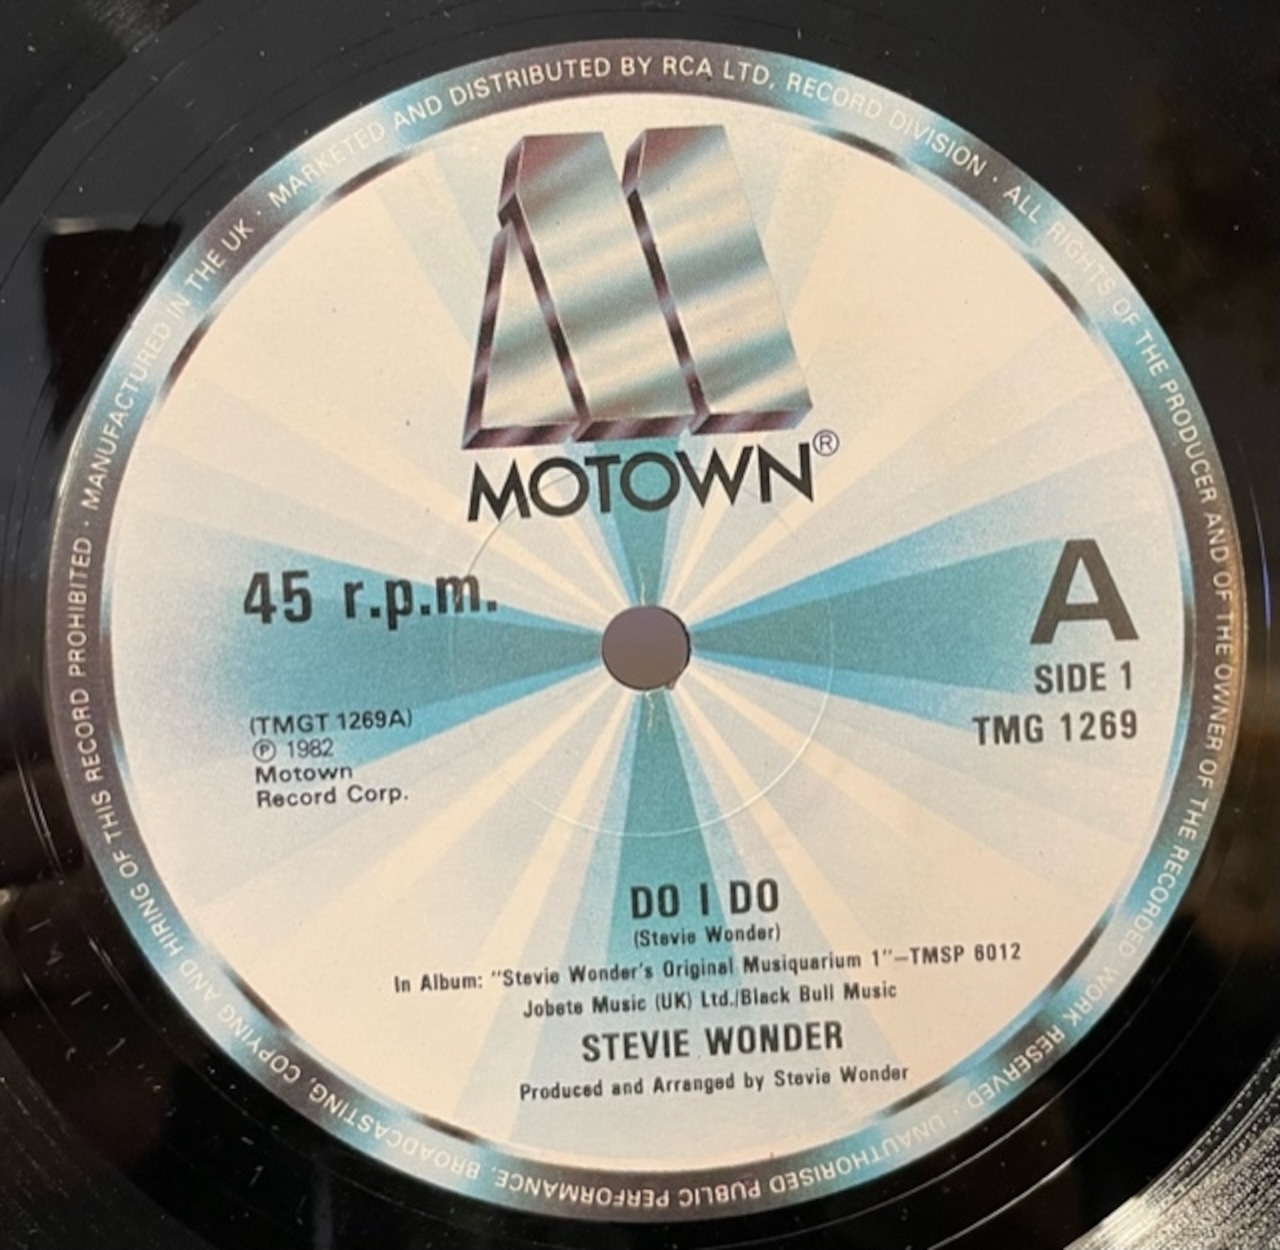 MANUFACTURED IN THE UK · MARKETED AND DISTRIBUTED BY RCA LTD, RECORD DIVISION · ALL RIGHTS OF THE PRODUCER AND OF THE OWNER OF THE RECORDED WORK RESERVED · UNAUTHORISED PUBLIC PERFORMANCE, BROADCASTING, COPYING AND HIRING OF THIS RECORD PROHIBITED ·
M
MOTOWN®
45 r.p.m.
A
SIDE 1
TMG 1269
(TMGT 1269A)
℗ 1982
Motown
Record Corp.
DO I DO
(Stevie Wonder)
In Album: "Stevie Wonder's Original Musiquarium 1"–TMSP 6012
Jobete Music (UK) Ltd./Black Bull Music
STEVIE WONDER
Produced and Arranged by Stevie Wonder